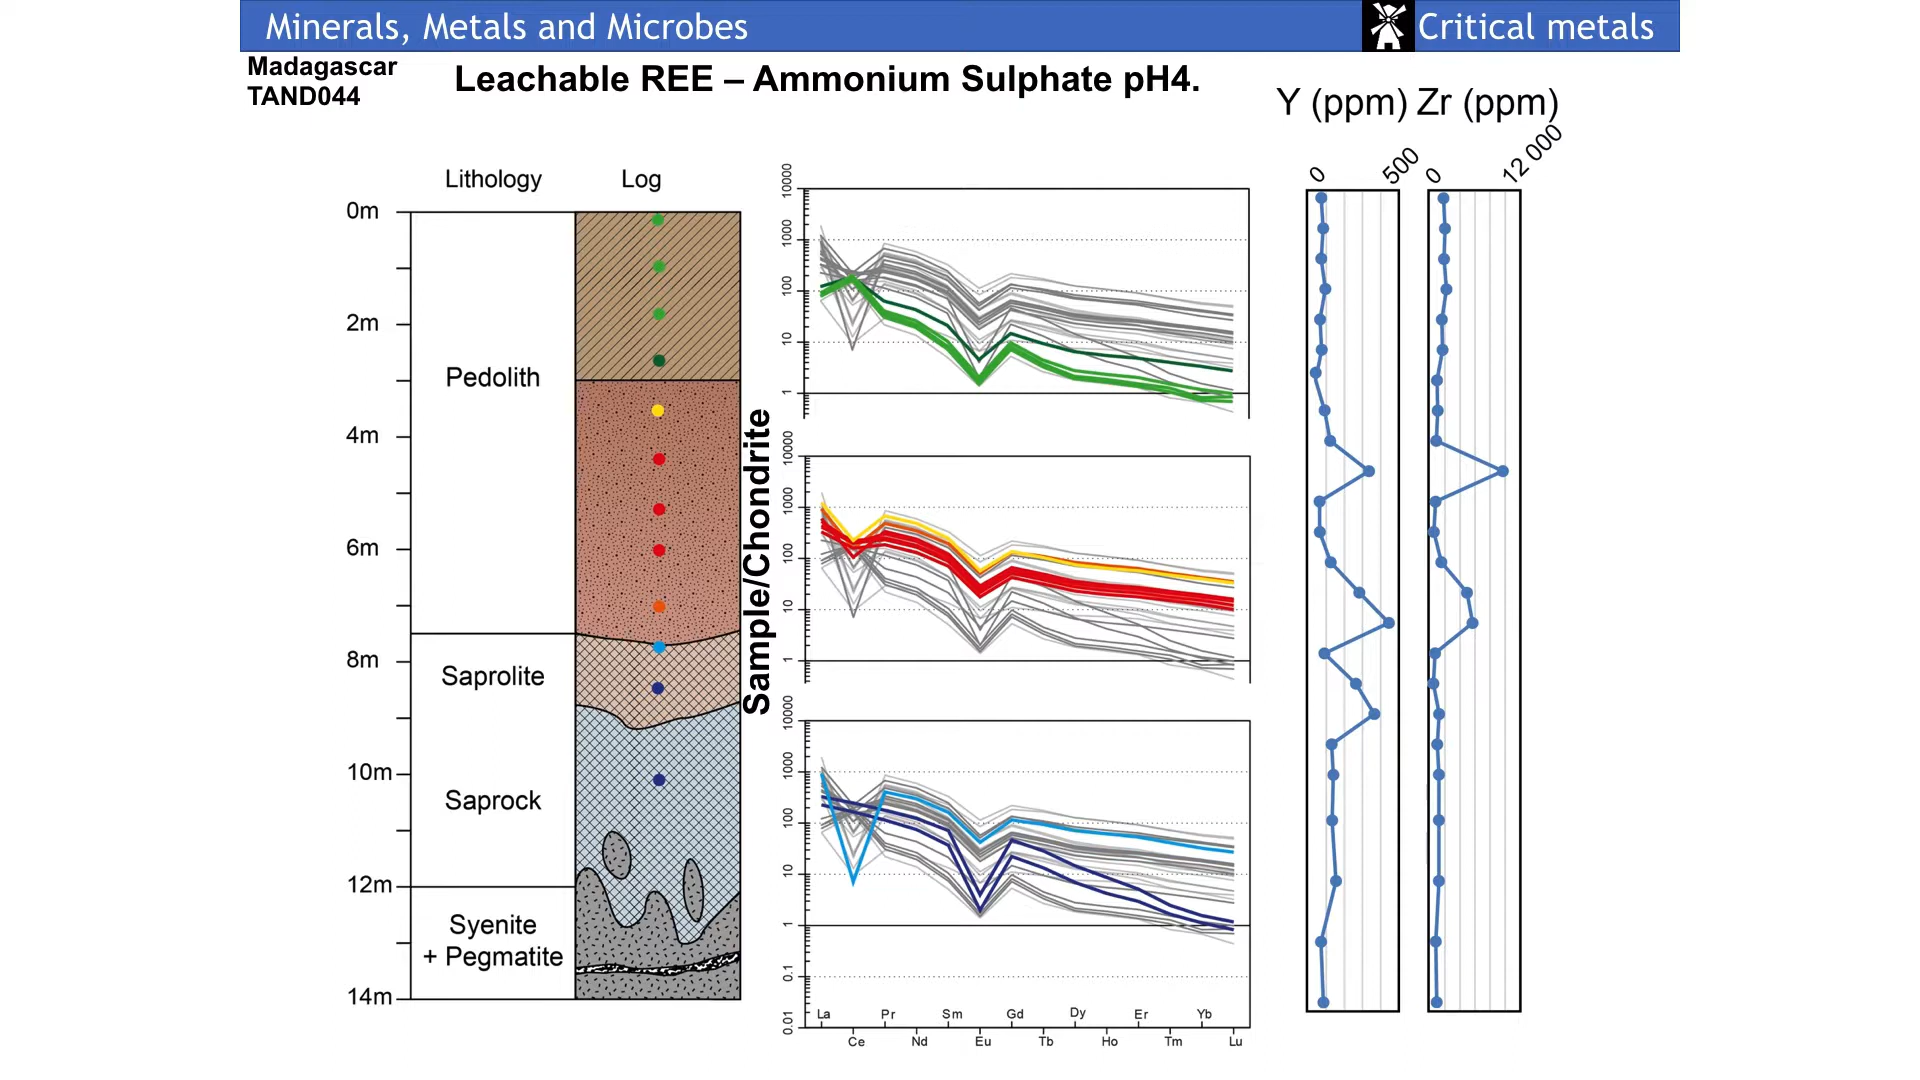 Minerals, Metals and Microbes
Critical metals
Madagascar
TAND044
Leachable REE – Ammonium Sulphate pH4.
Y (ppm) Zr (ppm)
0
500
0
12 000
Lithology
Log
0m
2m
4m
6m
8m
10m
12m
14m
Pedolith
Saprolite
Saprock
Syenite
+ Pegmatite
Sample/Chondrite
10000
1000
100
10
1
10000
1000
100
10
1
10000
1000
100
10
1
0.1
0.01
La
Pr
Sm
Gd
Dy
Er
Yb
Ce
Nd
Eu
Tb
Ho
Tm
Lu